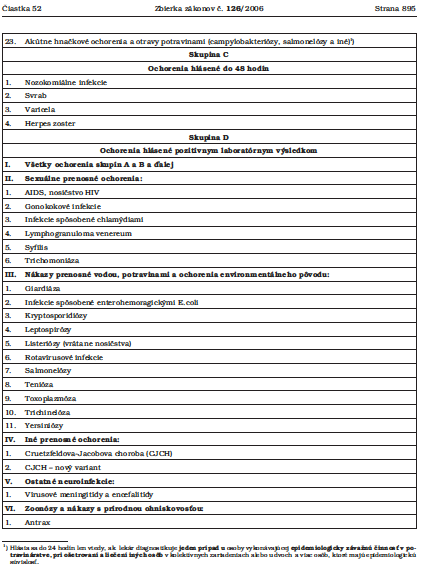 Čiastka 52 Zbierka zákonov č. 126/2006 Strana 895
23. Akútne hnačkové ochorenia a otravy potravinami (campylobakteriózy, salmonelózy a iné)¹)
Skupina C
Ochorenia hlásené do 48 hodín
1. Nozokomiálne infekcie
2. Svrab
3. Varicela
4. Herpes zoster
Skupina D
Ochorenia hlásené pozitívnym laboratórnym výsledkom
I. Všetky ochorenia skupín A a B a ďalej
II. Sexuálne prenosné ochorenia:
1. AIDS, nosičstvo HIV
2. Gonokokové infekcie
3. Infekcie spôsobené chlamýdiami
4. Lymphogranuloma venereum
5. Syfilis
6. Trichomoniáza
III. Nákazy prenosné vodou, potravinami a ochorenia environmentálneho pôvodu:
1. Giardiáza
2. Infekcie spôsobené enterohemoragickými E.coli
3. Kryptosporidiózy
4. Leptospirózy
5. Listeriózy (vrátane nosičstva)
6. Rotavírusové infekcie
7. Salmonelózy
8. Tenióza
9. Toxoplazmóza
10. Trichinelóza
11. Yersiniózy
IV. Iné prenosné ochorenia:
1. Cruetzfeldova-Jacobova choroba (CJCH)
2. CJCH – nový variant
V. Ostatné neuroinfekcie:
1. Vírusové meningitídy a encefalitídy
V. Zoonózy a nákazy s prírodnou ohniskovosťou:
1. Antrax
¹) Hlásia sa do 24 hodín len vtedy, ak lekár diagnostikuje jeden prípad u osoby vykonávajúcej epidemiologicky závažnú činnosť v po-
travinárstve, pri ošetrovaní a liečení iných osôb v kolektívnych zariadeniach alebo u dvoch a viac osôb, ktoré majú epidemiologickú
súvislosť.